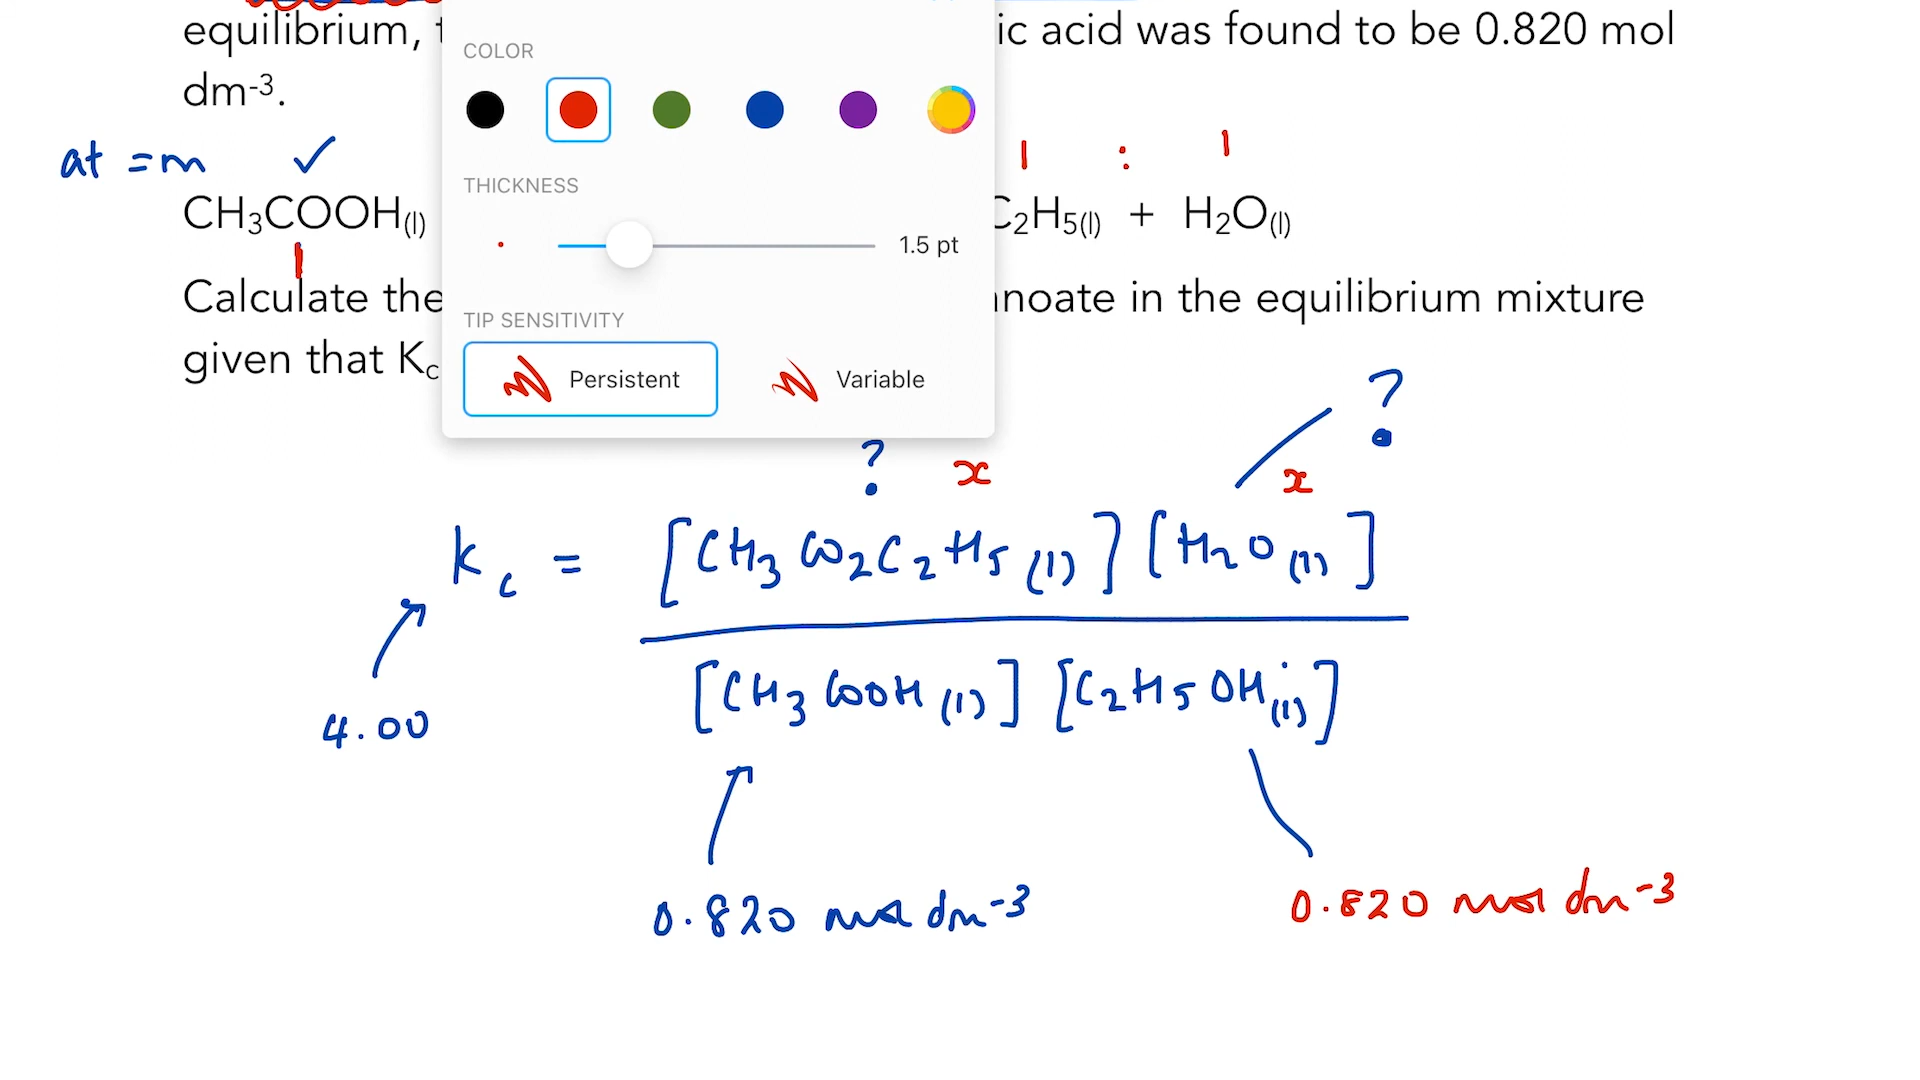 equilibrium, ic acid was found to be 0.820 mol
dm-3.
COLOR
at =m ✓
1 : 1
THICKNESS
CH3COOH(l) C2H5(l) + H2O(l)
1.5 pt
1
Calculate the anoate in the equilibrium mixture
TIP SENSITIVITY
given that Kc
Persistent Variable
?
? x x
Kc = [CH3CO2C2H5(l)][H2O(l)]
[CH3COOH(l)][C2H5OH(l)]
4.00
0.820 mol dm-3 0.820 mol dm-3